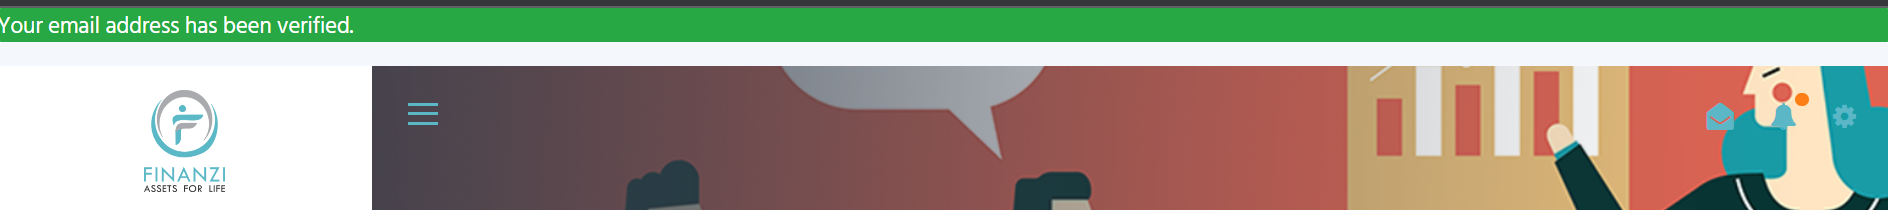 Your email address has been verified.
FINANZI
ASSETS FOR LIFE